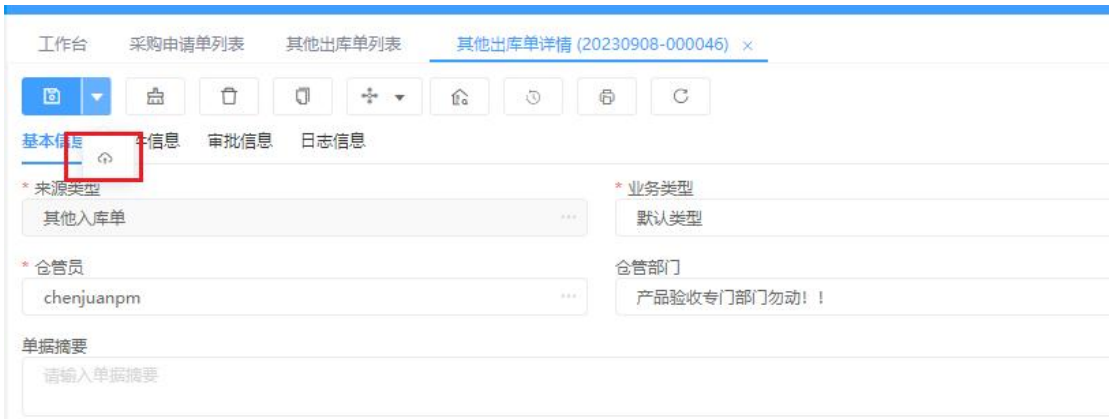 工作台 采购申请单列表 其他出库单列表 其他出库单详情 (20230908-000046) ×
基本信息 信息 审批信息 日志信息
* 来源类型 * 业务类型
其他入库单 ... 默认类型
* 仓管员 仓管部门
chenjuanpm ... 产品验收专门部门勿动！！
单据摘要
请输入单据摘要